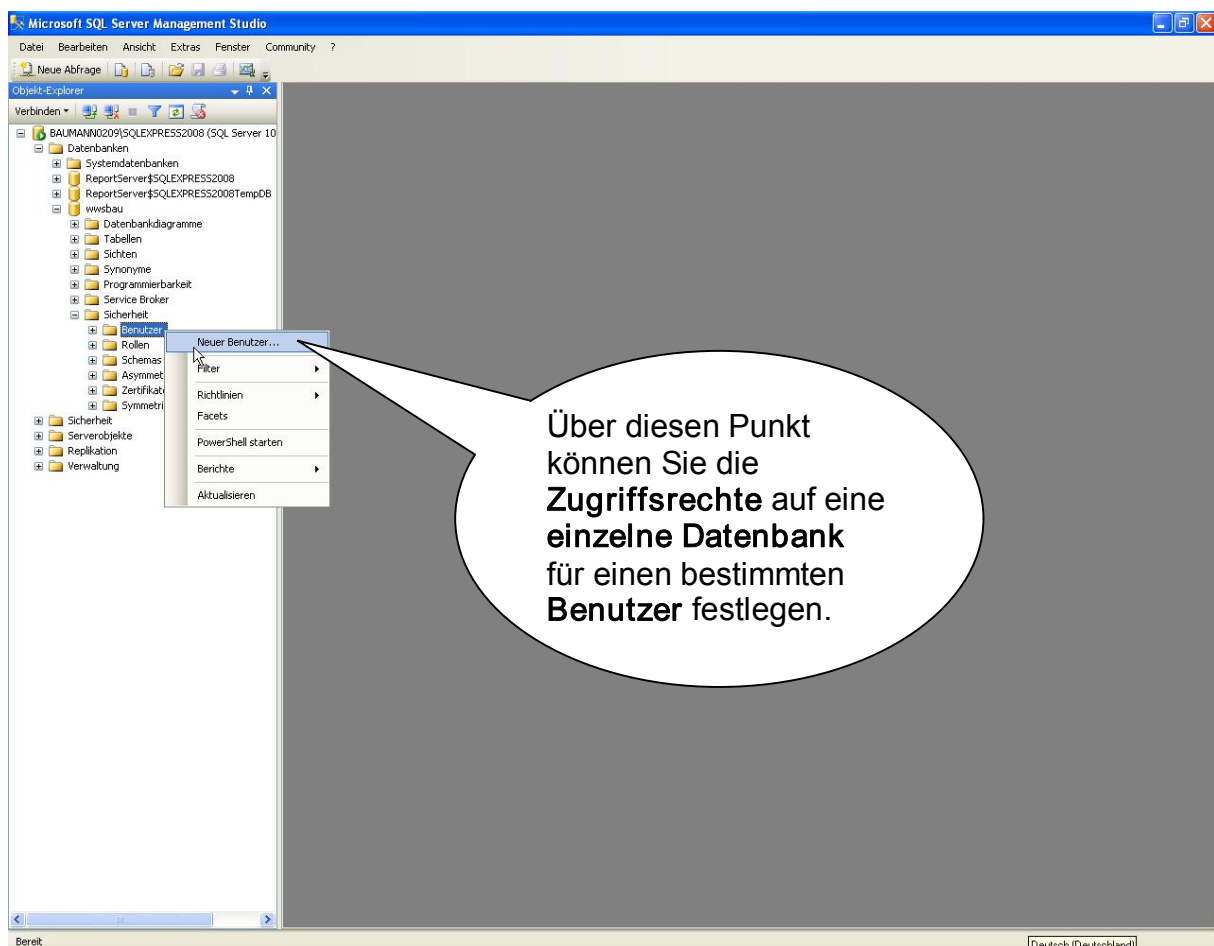 Microsoft SQL Server Management Studio
Datei Bearbeiten Ansicht Extras Fenster Community ?
Neue Abfrage
Objekt-Explorer
Verbinden
BAUMANN0209\SQLEXPRESS2008 (SQL Server 10
Datenbanken
Systemdatenbanken
ReportServer$SQLEXPRESS2008
ReportServer$SQLEXPRESS2008TempDB
wwsbau
Datenbankdiagramme
Tabellen
Sichten
Synonyme
Programmierbarkeit
Service Broker
Sicherheit
Benutzer
Rollen
Schemas
Asymmet
Zertifikat
Symmetri
Sicherheit
Serverobjekte
Replikation
Verwaltung
Neuer Benutzer...
Filter
Richtlinien
Facets
PowerShell starten
Berichte
Aktualisieren
Über diesen Punkt
können Sie die
Zugriffsrechte auf eine
einzelne Datenbank
für einen bestimmten
Benutzer festlegen.
Bereit
Deutsch (Deutschland)